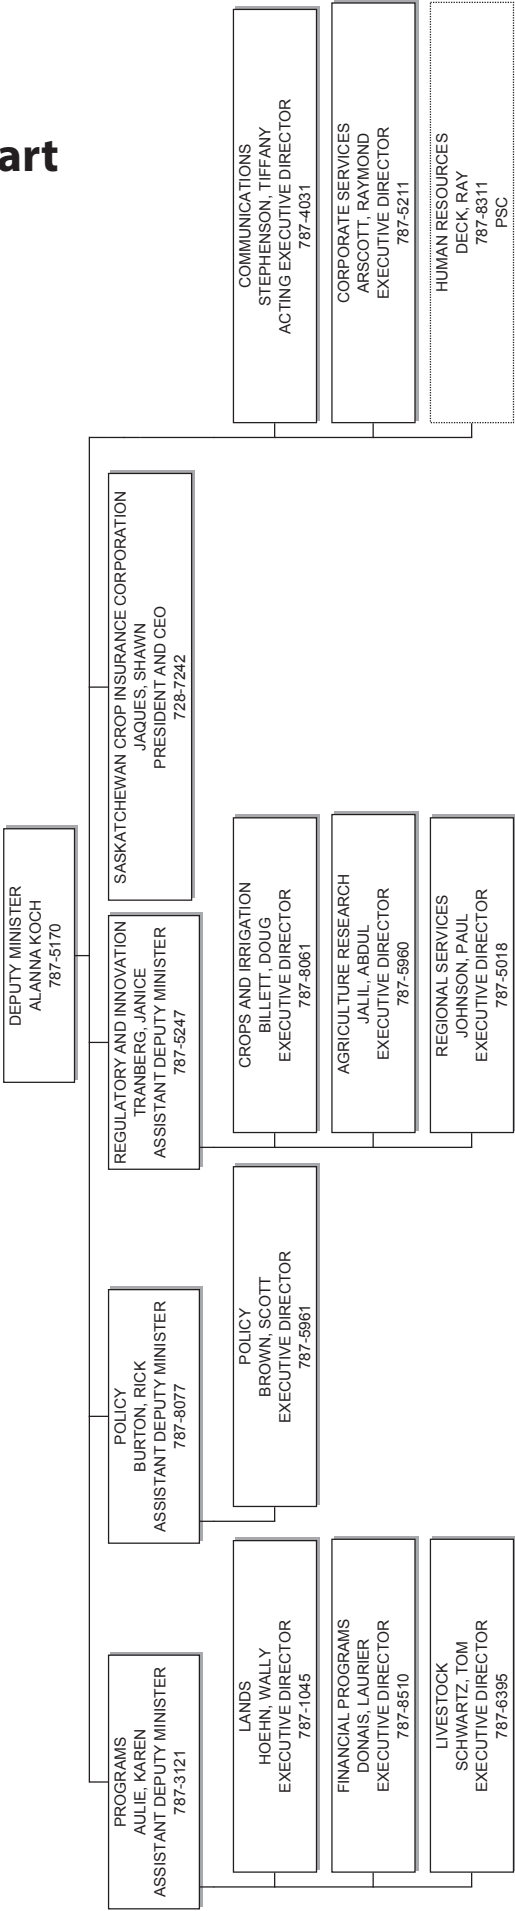 art
DEPUTY MINISTER
ALANNA KOCH
787-5170
PROGRAMS
AULIE, KAREN
ASSISTANT DEPUTY MINISTER
787-3121
POLICY
BURTON, RICK
ASSISTANT DEPUTY MINISTER
787-8077
REGULATORY AND INNOVATION
TRANBERG, JANICE
ASSISTANT DEPUTY MINISTER
787-5247
SASKATCHEWAN CROP INSURANCE CORPORATION
JAQUES, SHAWN
PRESIDENT AND CEO
728-7242
LANDS
HOEHN, WALLY
EXECUTIVE DIRECTOR
787-1045
POLICY
BROWN, SCOTT
EXECUTIVE DIRECTOR
787-5961
CROPS AND IRRIGATION
BILLETT, DOUG
EXECUTIVE DIRECTOR
787-8061
COMMUNICATIONS
STEPHENSON, TIFFANY
ACTING EXECUTIVE DIRECTOR
787-4031
FINANCIAL PROGRAMS
DONAIS, LAURIER
EXECUTIVE DIRECTOR
787-8510
AGRICULTURE RESEARCH
JALIL, ABDUL
EXECUTIVE DIRECTOR
787-5960
CORPORATE SERVICES
ARSCOTT, RAYMOND
EXECUTIVE DIRECTOR
787-5211
LIVESTOCK
SCHWARTZ, TOM
EXECUTIVE DIRECTOR
787-6395
REGIONAL SERVICES
JOHNSON, PAUL
EXECUTIVE DIRECTOR
787-5018
HUMAN RESOURCES
DECK, RAY
787-8311
PSC